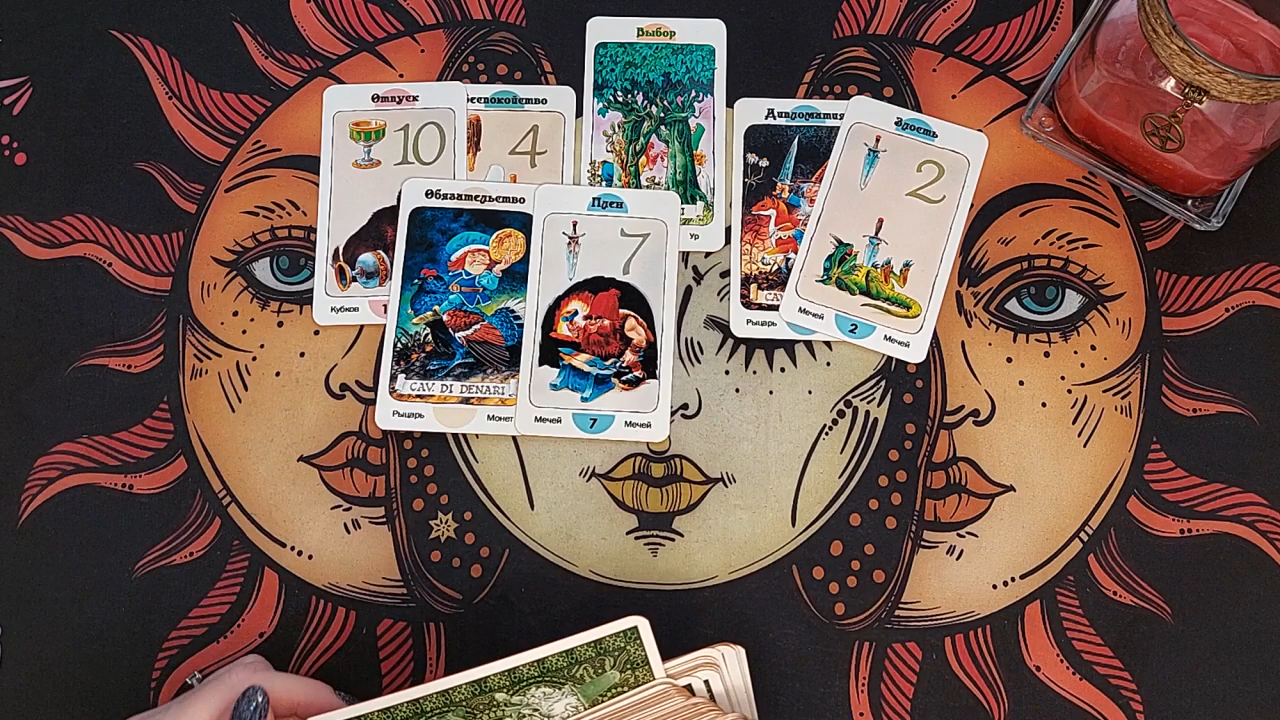 Отпуск
10
Кубков
еспокойство
4
Выбор
Ур
Дипломатия
Рыцарь
Злость
2
Мечей
2
Мечей
Обязательство
CAV. DI DENARI
Рыцарь
Монет
Плен
7
Мечей
7
Мечей